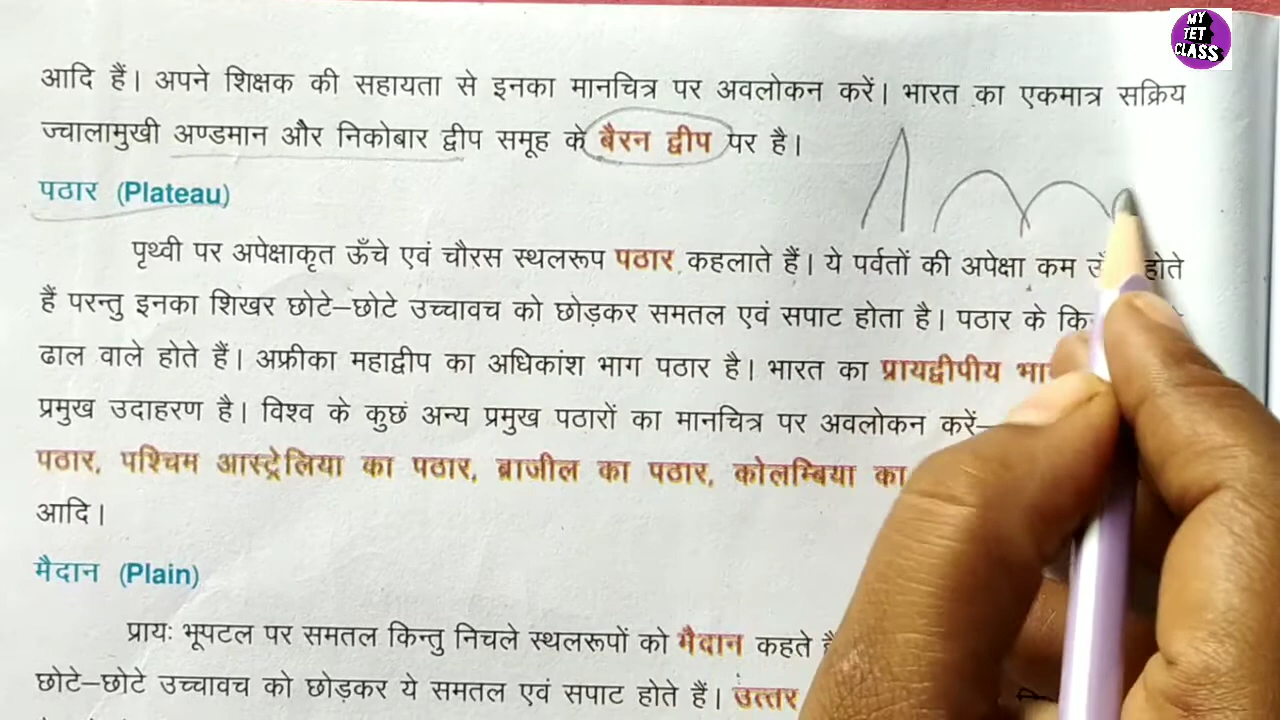 MY
TET
CLASS
आदि हैं। अपने शिक्षक की सहायता से इनका मानचित्र पर अवलोकन करें। भारत का एकमात्र सक्रिय
ज्वालामुखी अण्डमान और निकोबार द्वीप समूह के बैरन द्वीप पर है।
पठार (Plateau)
पृथ्वी पर अपेक्षाकृत ऊँचे एवं चौरस स्थलरूप पठार कहलाते हैं। ये पर्वतों की अपेक्षा कम होते
हैं परन्तु इनका शिखर छोटे–छोटे उच्चावच को छोड़कर समतल एवं सपाट होता है। पठार के
ढाल वाले होते हैं। अफ्रीका महाद्वीप का अधिकांश भाग पठार है। भारत का प्रायद्वीपीय
प्रमुख उदाहरण है। विश्व के कुछ अन्य प्रमुख पठारों का मानचित्र पर अवलोकन करें–
पठार, पश्चिम आस्ट्रेलिया का पठार, ब्राजील का पठार, कोलम्बिया का
आदि।
मैदान (Plain)
प्रायः भूपटल पर समतल किन्तु निचले स्थलरूपों को मैदान कहते
छोटे–छोटे उच्चावच को छोड़कर ये समतल एवं सपाट होते हैं। उत्तर